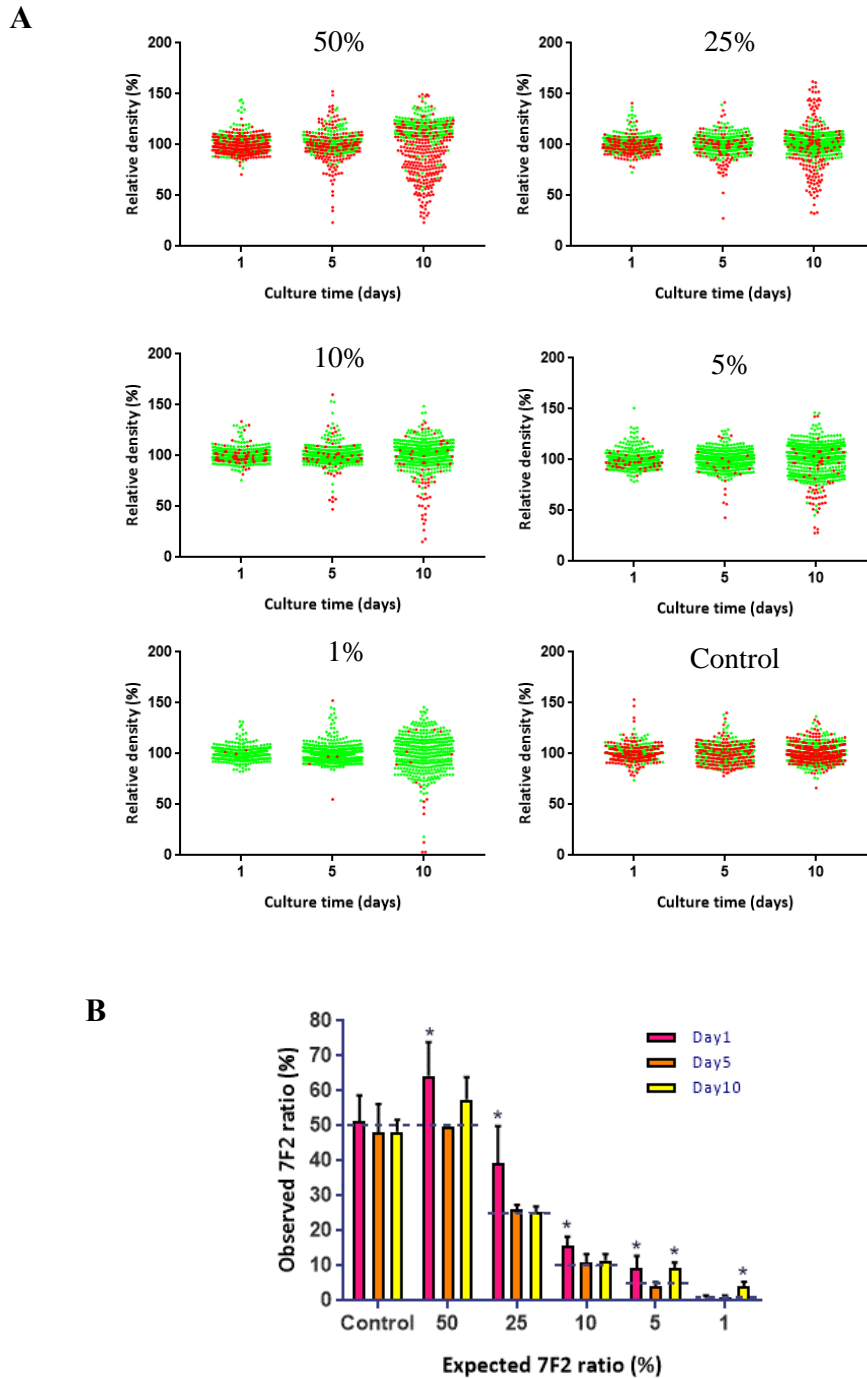 A
50%
Relative density (%)
200
150
100
50
0
1 5 10
Culture time (days)
25%
Relative density (%)
200
150
100
50
0
1 5 10
Culture time (days)
10%
Relative density (%)
200
150
100
50
0
1 5 10
Culture time (days)
5%
Relative density (%)
200
150
100
50
0
1 5 10
Culture time (days)
1%
Relative density (%)
200
150
100
50
0
1 5 10
Culture time (days)
Control
Relative density (%)
200
150
100
50
0
1 5 10
Culture time (days)
B
Observed 7F2 ratio (%)
80
70
60
50
40
30
20
10
0
*
*
*
*
*
*
Day1
Day5
Day10
Control 50 25 10 5 1
Expected 7F2 ratio (%)